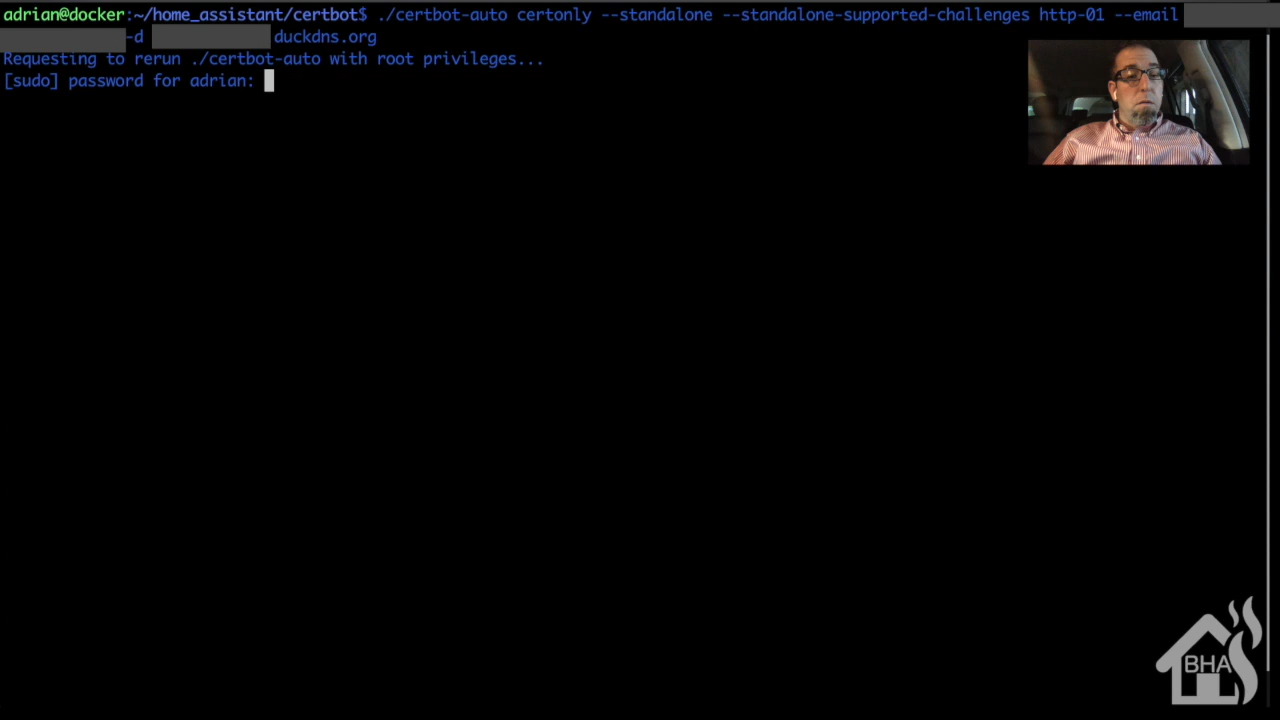 adrian@docker:~/home_assistant/certbot$ ./certbot-auto certonly --standalone --standalone-supported-challenges http-01 --email
-d duckdns.org
Requesting to rerun ./certbot-auto with root privileges...
[sudo] password for adrian:
BHA